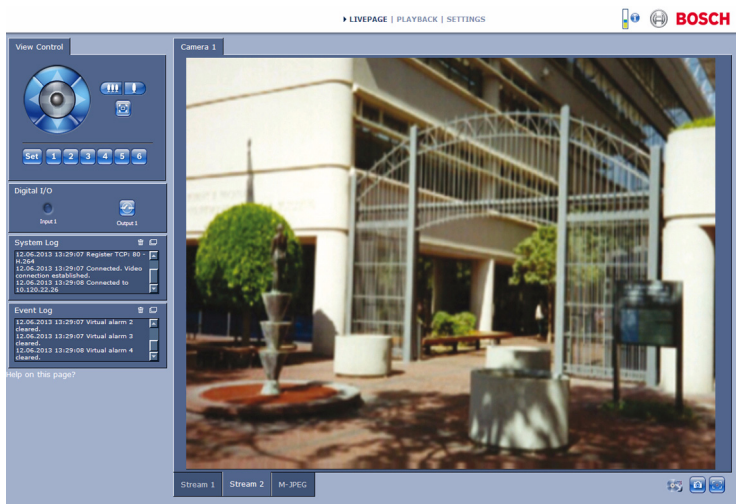 LIVEPAGE | PLAYBACK | SETTINGS
BOSCH
View Control
Set 1 2 3 4 5 6
Digital I/O
Input 1 Output 1
System Log
12.06.2013 13:29:07 Register TCP: 80 -
H.264
12.06.2013 13:29:07 Connected. Video
connection established.
12.06.2013 13:29:08 Connected to
10.120.22.26
Event Log
12.06.2013 13:29:07 Virtual alarm 2
cleared.
12.06.2013 13:29:07 Virtual alarm 3
cleared.
12.06.2013 13:29:08 Virtual alarm 4
cleared.
Help on this page?
Camera 1
Stream 1 Stream 2 M-JPEG